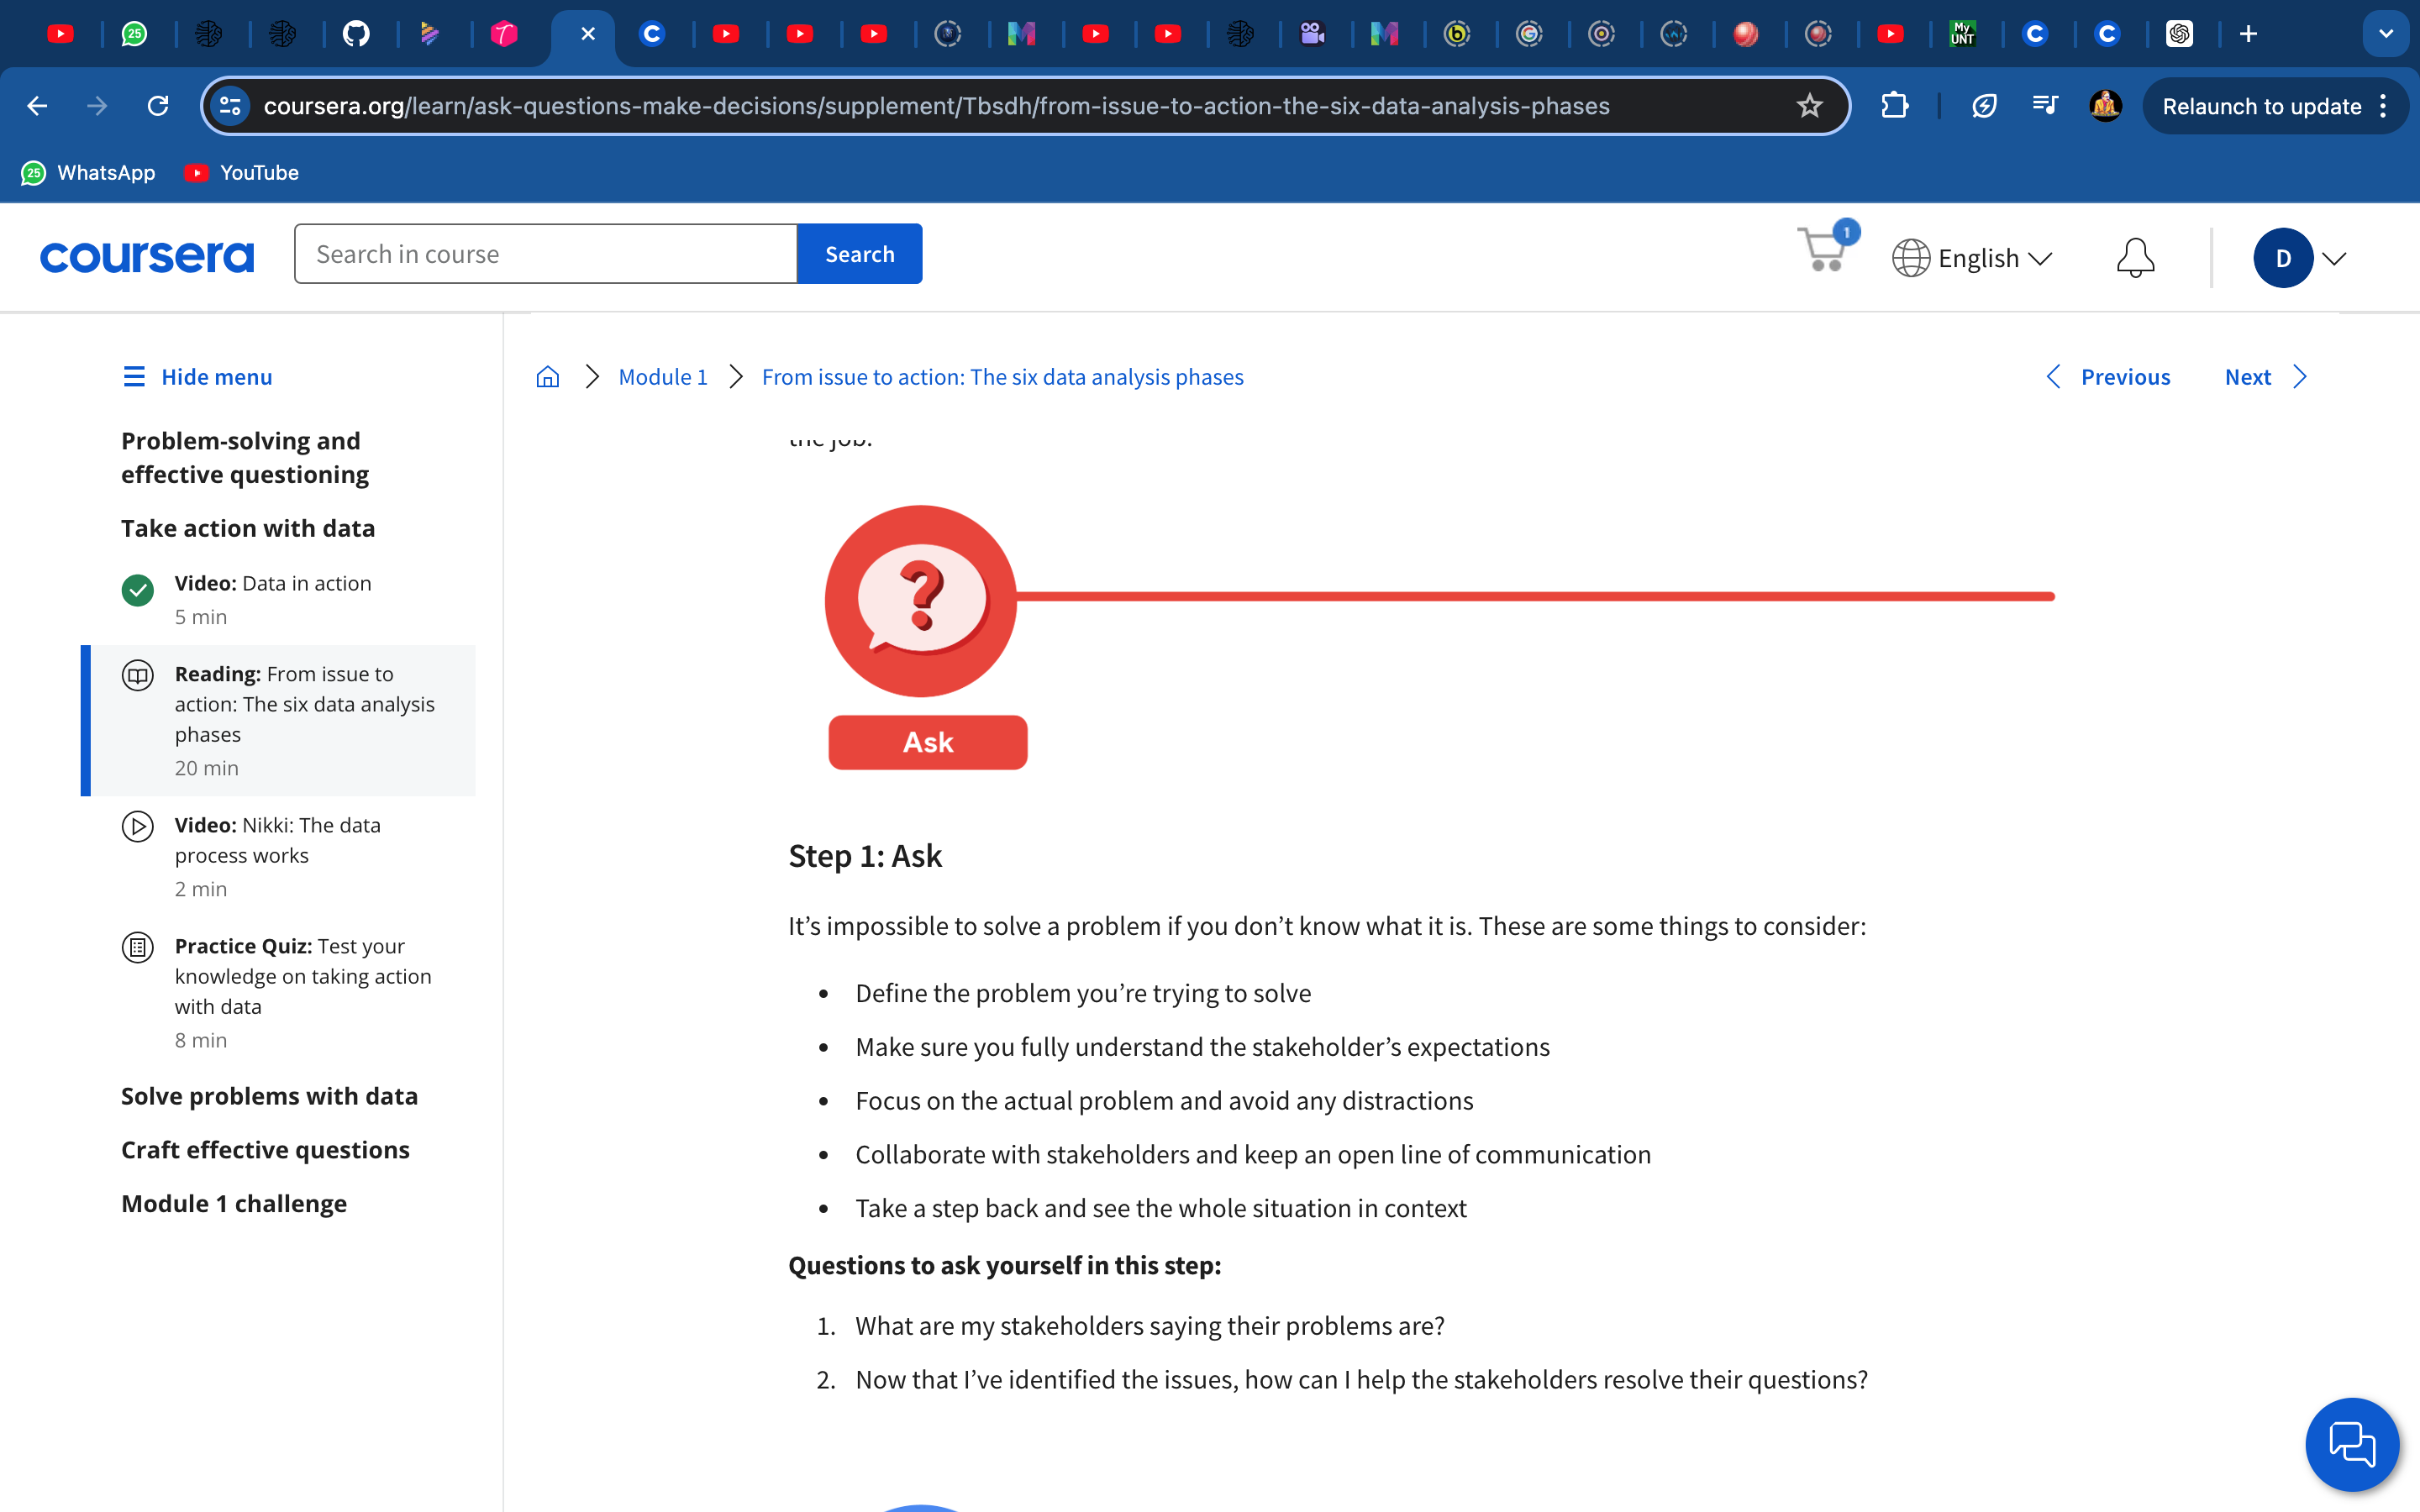 25
My
UNT
coursera.org/learn/ask-questions-make-decisions/supplement/Tbsdh/from-issue-to-action-the-six-data-analysis-phases
Relaunch to update
25 WhatsApp YouTube
coursera
Search in course
Search
1
English
D
Hide menu
Module 1
From issue to action: The six data analysis phases
Previous
Next
Problem-solving and
effective questioning
Take action with data
Video: Data in action
5 min
Reading: From issue to
action: The six data analysis
phases
20 min
Video: Nikki: The data
process works
2 min
Practice Quiz: Test your
knowledge on taking action
with data
8 min
Solve problems with data
Craft effective questions
Module 1 challenge
the job.
?
Ask
Step 1: Ask
It’s impossible to solve a problem if you don’t know what it is. These are some things to consider:
• Define the problem you’re trying to solve
• Make sure you fully understand the stakeholder’s expectations
• Focus on the actual problem and avoid any distractions
• Collaborate with stakeholders and keep an open line of communication
• Take a step back and see the whole situation in context
Questions to ask yourself in this step:
1. What are my stakeholders saying their problems are?
2. Now that I’ve identified the issues, how can I help the stakeholders resolve their questions?